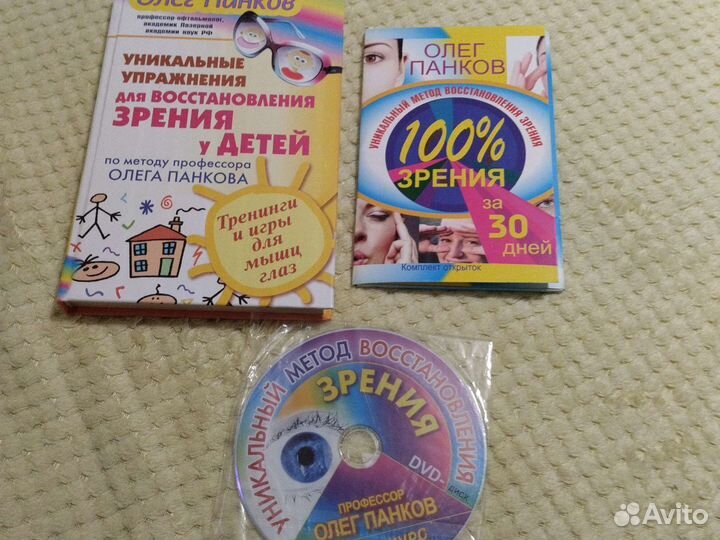 Олег Панков
профессор-офтальмолог,
академик Лазерной
академии наук РФ
УНИКАЛЬНЫЕ
УПРАЖНЕНИЯ
для ВОССТАНОВЛЕНИЯ
ЗРЕНИЯ
у ДЕТЕЙ
по методу профессора
ОЛЕГА ПАНКОВА
Тренинги
и игры
для
мышц
глаз
ОЛЕГ
ПАНКОВ
УНИКАЛЬНЫЙ МЕТОД ВОССТАНОВЛЕНИЯ ЗРЕНИЯ
100%
ЗРЕНИЯ
за
30
дней
Комплект открыток
УНИКАЛЬНЫЙ МЕТОД ВОССТАНОВЛЕНИЯ
ЗРЕНИЯ
DVD-диск
ПРОФЕССОР
ОЛЕГ ПАНКОВ
Avito